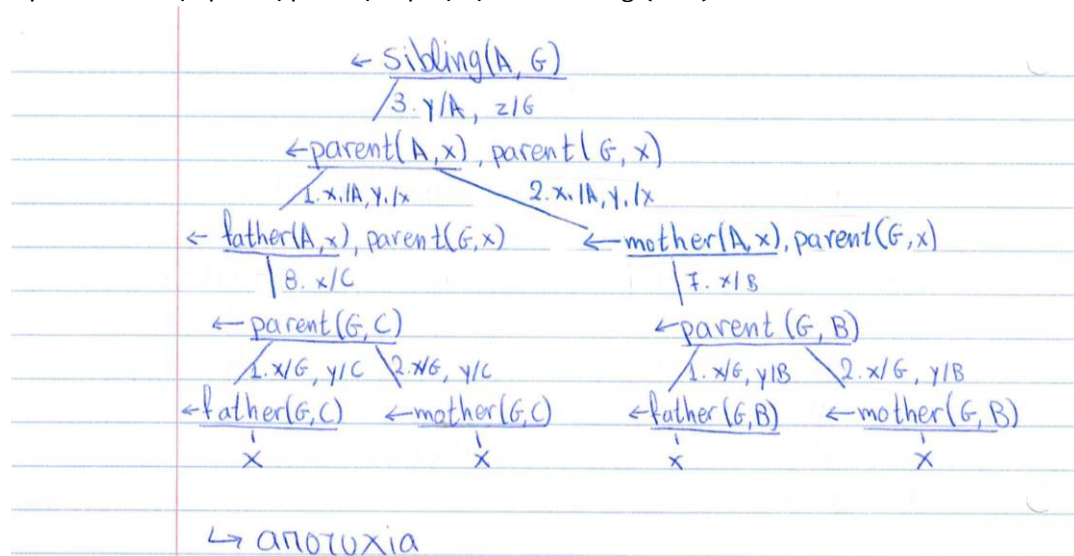 ← sibling(A, G)
3. y/A, z/G
←parent(A,x), parent(G,x)
1. x₁/A, y₁/x 2. x₁/A, y₁/x
← father(A,x), parent(G,x) ←mother(A,x), parent(G,x)
8. x/C 7. x/B
←parent(G,C) ←parent(G,B)
1. x/G, y/C 2. x/G, y/C 1. x/G, y/B 2. x/G, y/B
←father(G,C) ←mother(G,C) ←father(G,B) ←mother(G,B)
x x x x
↳ αποτυχία